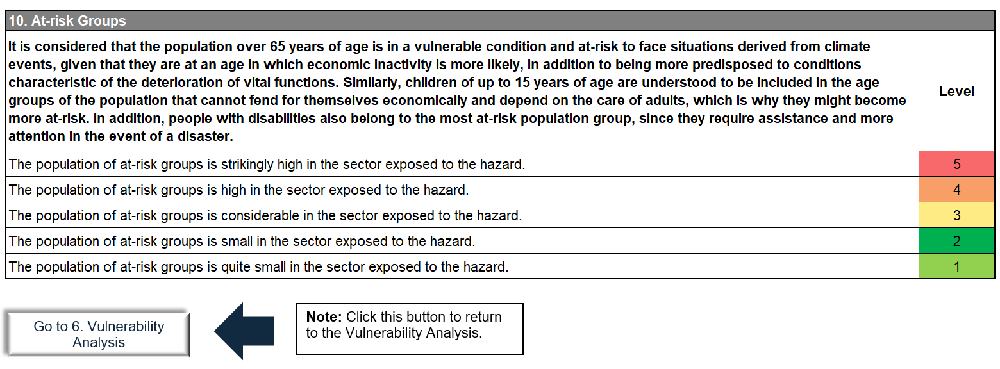 10. At-risk Groups
It is considered that the population over 65 years of age is in a vulnerable condition and at-risk to face situations derived from climate
events, given that they are at an age in which economic inactivity is more likely, in addition to being more predisposed to conditions
characteristic of the deterioration of vital functions. Similarly, children of up to 15 years of age are understood to be included in the age
groups of the population that cannot fend for themselves economically and depend on the care of adults, which is why they might become
more at-risk. In addition, people with disabilities also belong to the most at-risk population group, since they require assistance and more
attention in the event of a disaster.
Level
The population of at-risk groups is strikingly high in the sector exposed to the hazard.
5
The population of at-risk groups is high in the sector exposed to the hazard.
4
The population of at-risk groups is considerable in the sector exposed to the hazard.
3
The population of at-risk groups is small in the sector exposed to the hazard.
2
The population of at-risk groups is quite small in the sector exposed to the hazard.
1
Go to 6. Vulnerability
Analysis
Note: Click this button to return
to the Vulnerability Analysis.